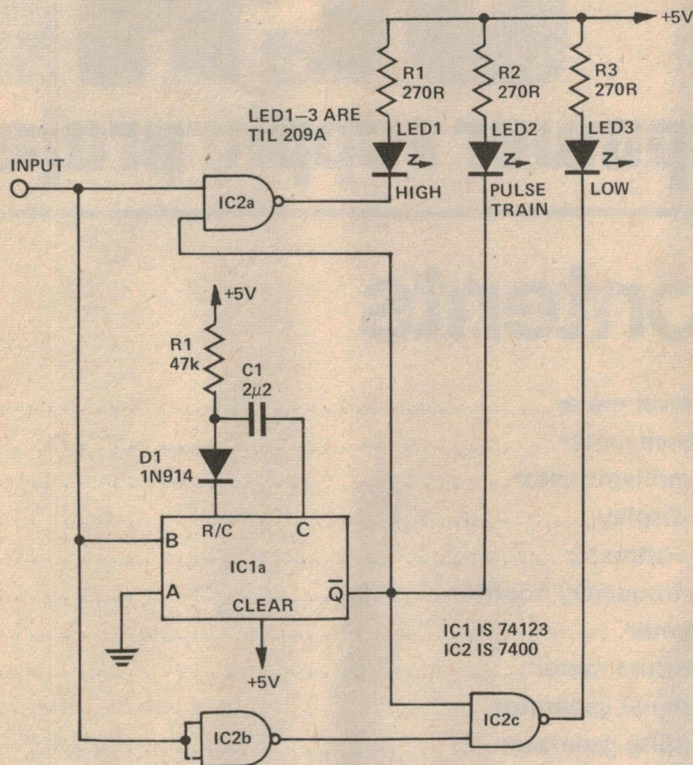 +5V
R1
270R
R2
270R
R3
270R
LED1–3 ARE
TIL 209A
LED1
LED2
LED3
INPUT
IC2a
HIGH
PULSE
TRAIN
LOW
+5V
R1
47k
C1
2μ2
D1
1N914
R/C
C
B
IC1a
A
Q̅
CLEAR
IC1 IS 74123
IC2 IS 7400
+5V
IC2b
IC2c